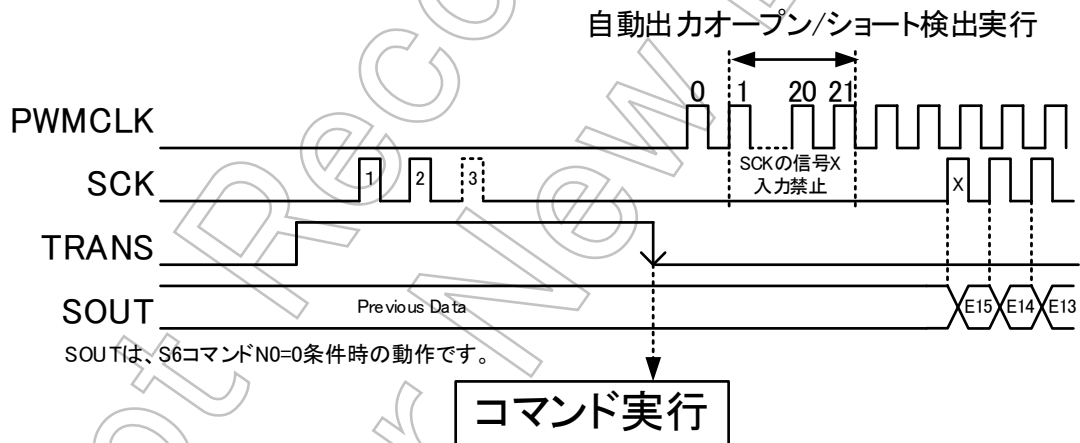 自動出力オープン/ショート検出実行
0 1 20 21
PWMCLK
SCKの信号X
入力禁止
SCK
1 2 3 X
TRANS
SOUT
Previous Data
E15 E14 E13
SOUTは、S6コマンドN0=0条件時の動作です。
コマンド実行